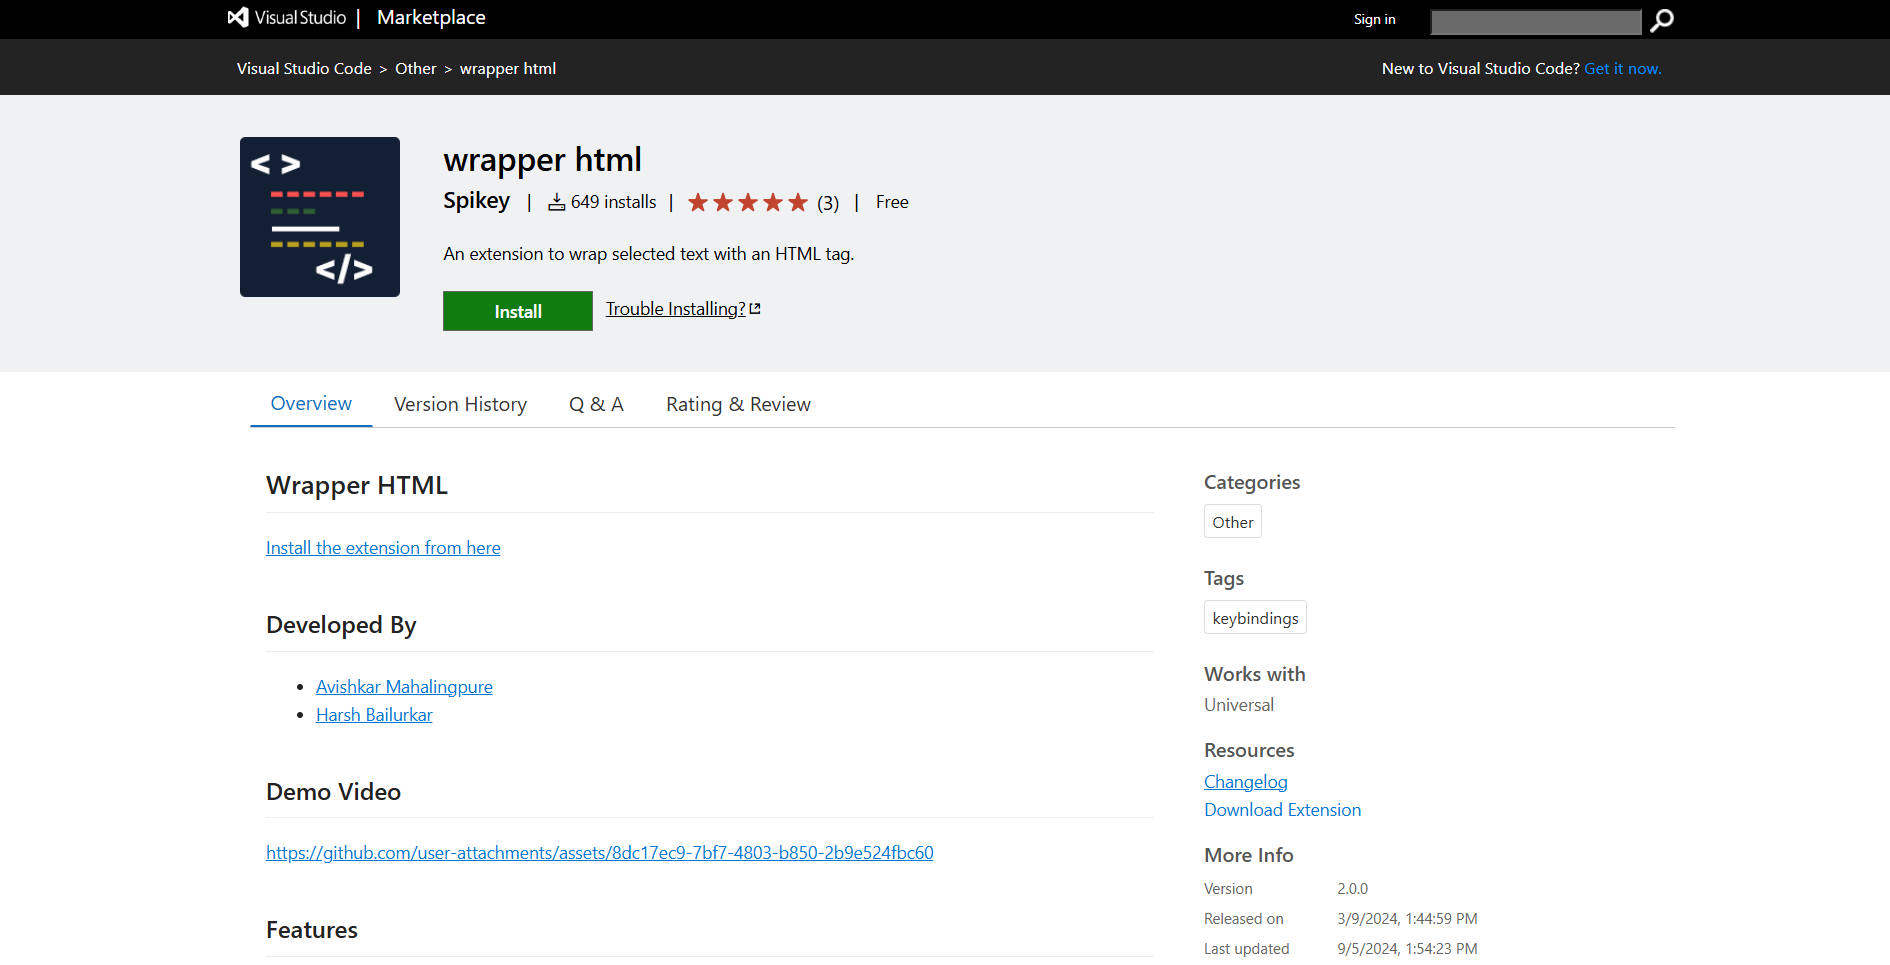 Visual Studio | Marketplace
Sign in
Visual Studio Code > Other > wrapper html
New to Visual Studio Code? Get it now.
< >
</>
wrapper html
Spikey | 649 installs | (3) | Free
An extension to wrap selected text with an HTML tag.
Install
Trouble Installing?
Overview
Version History
Q & A
Rating & Review
Wrapper HTML
Install the extension from here
Developed By
Avishkar Mahalingpure
Harsh Bailurkar
Demo Video
https://github.com/user-attachments/assets/8dc17ec9-7bf7-4803-b850-2b9e524fbc60
Features
Categories
Other
Tags
keybindings
Works with
Universal
Resources
Changelog
Download Extension
More Info
Version 2.0.0
Released on 3/9/2024, 1:44:59 PM
Last updated 9/5/2024, 1:54:23 PM